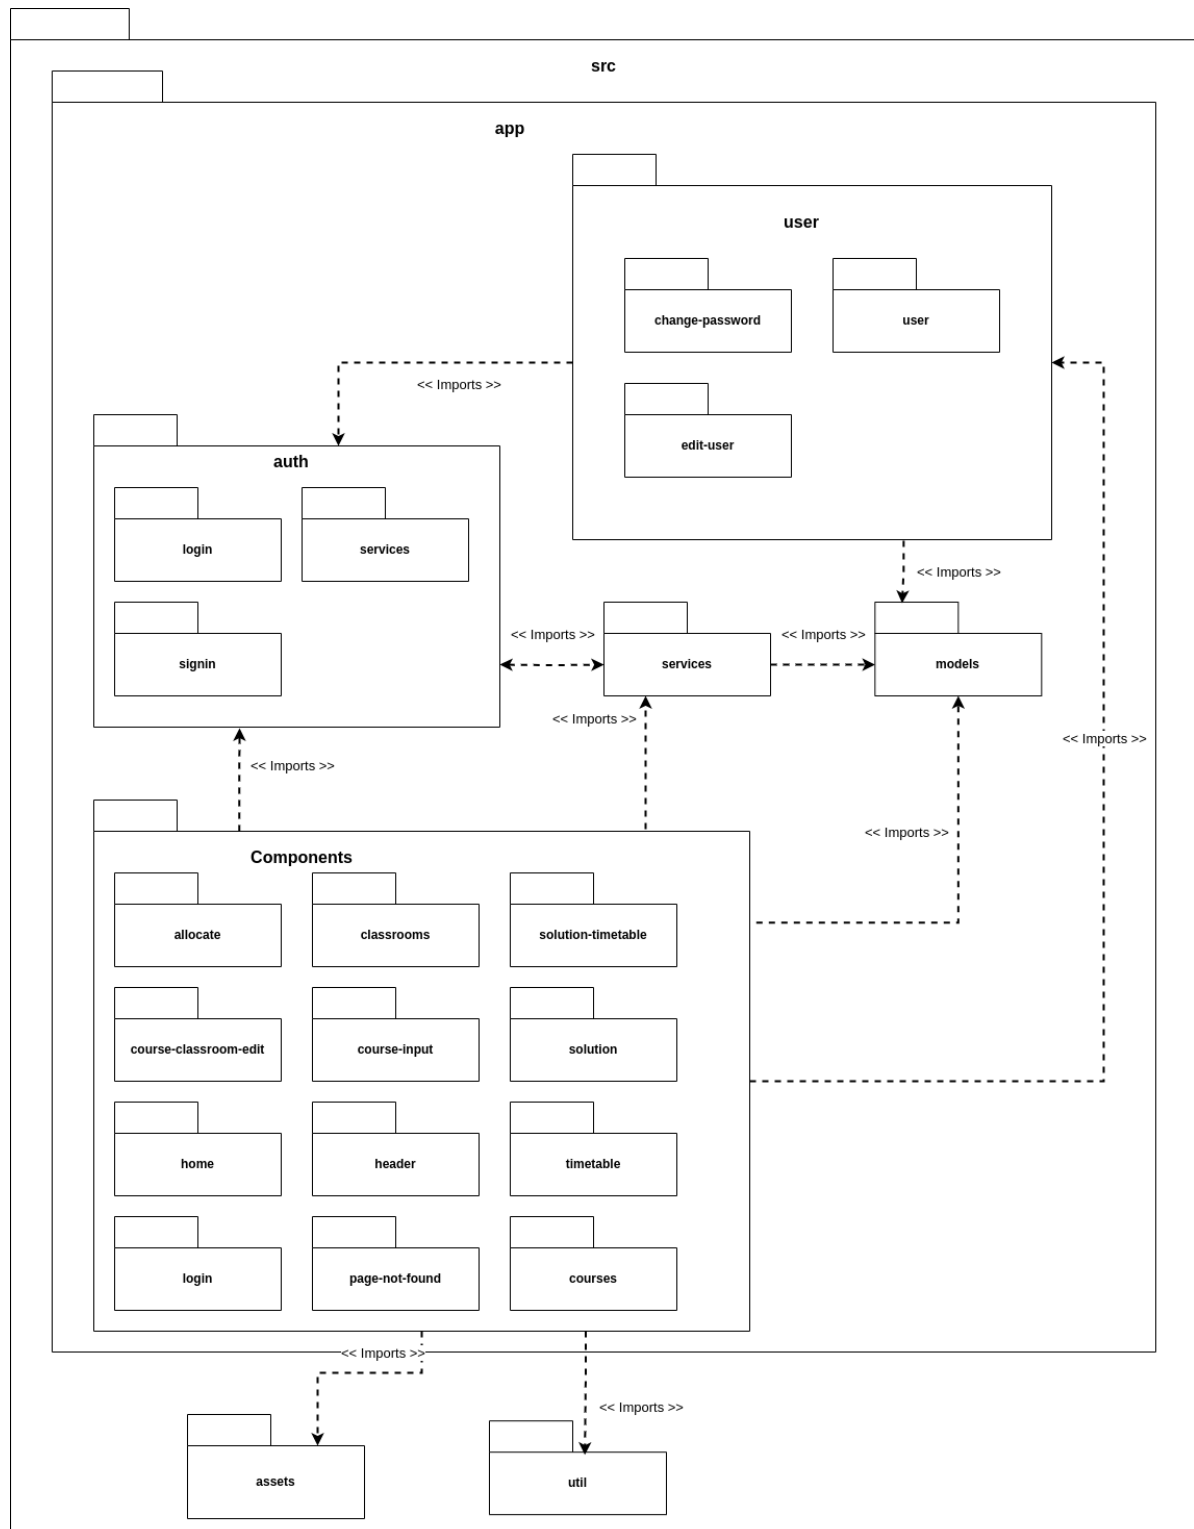 src
app
user
change-password
user
<< Imports >>
edit-user
auth
login
services
<< Imports >>
signin
<< Imports >>
services
<< Imports >>
models
<< Imports >>
<< Imports >>
<< Imports >>
<< Imports >>
Components
allocate
classrooms
solution-timetable
course-classroom-edit
course-input
solution
home
header
timetable
login
page-not-found
courses
<< Imports >>
<< Imports >>
assets
util